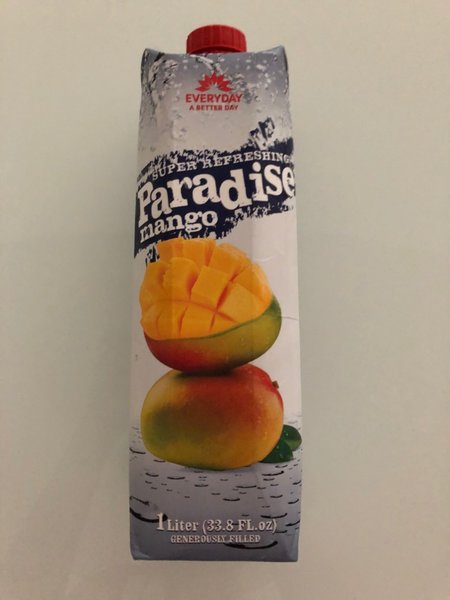 EVERYDAY
A BETTER DAY
SUPER REFRESHING
Paradise
mango
1 Liter (33.8 FL.oz)
GENEROUSLY FILLED